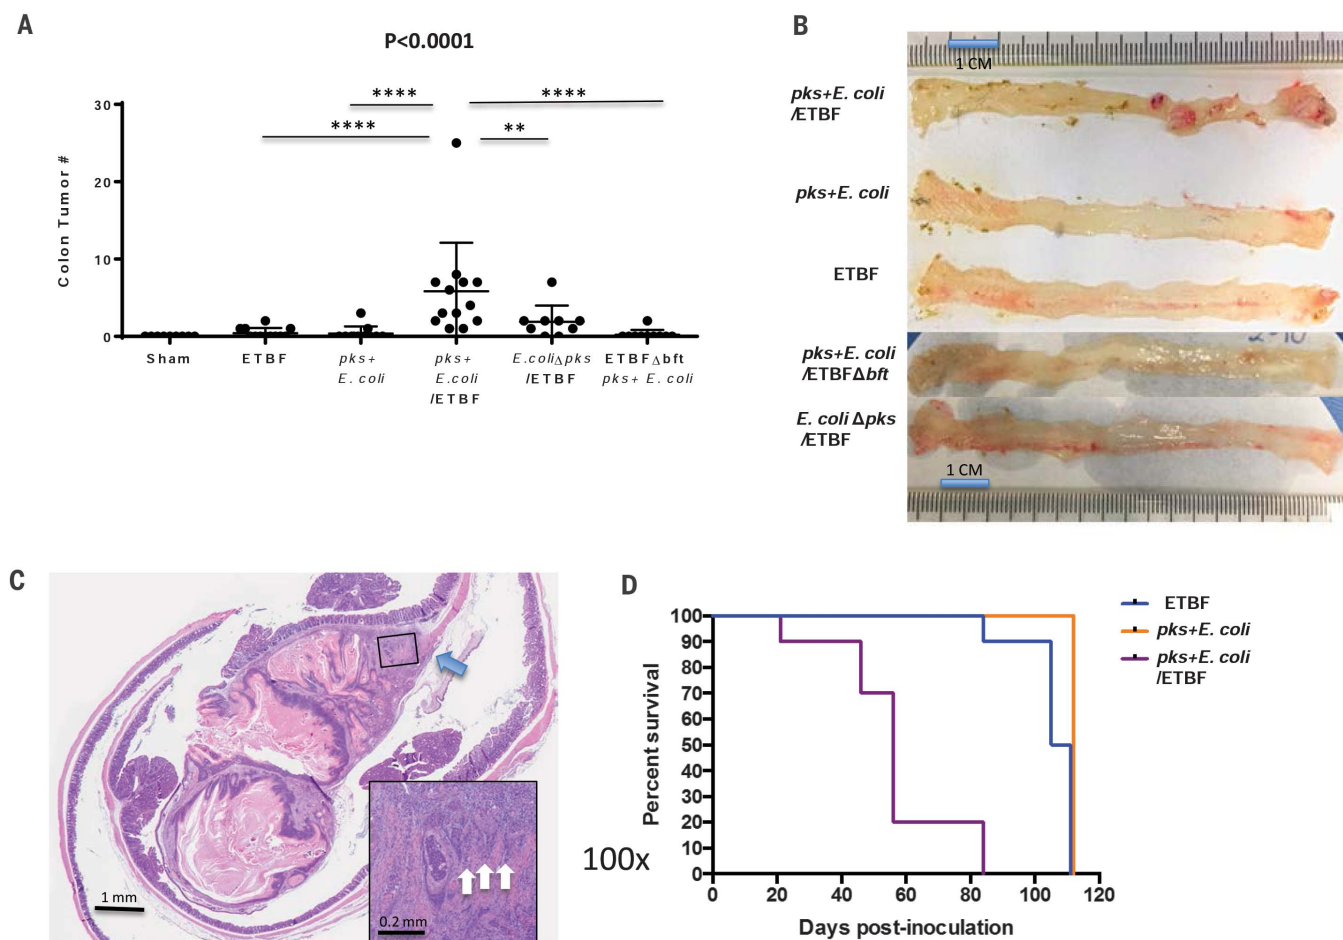 A
P<0.0001
****
****
****
**
30
20
10
0
Colon Tumor #
Sham
ETBF
pks+
E. coli
pks+
E.coli
/ETBF
E.coliΔpks
/ETBF
ETBFΔbft
pks+ E. coli
B
1 CM
pks+E. coli
/ETBF
pks+E. coli
ETBF
pks+E. coli
/ETBFΔbft
E. coli Δpks
/ETBF
1 CM
C
1 mm
0.2 mm
100x
D
100
90
80
70
60
50
40
30
20
10
0
Percent survival
0 20 40 60 80 100 120
Days post-inoculation
ETBF
pks+E. coli
pks+E. coli
/ETBF